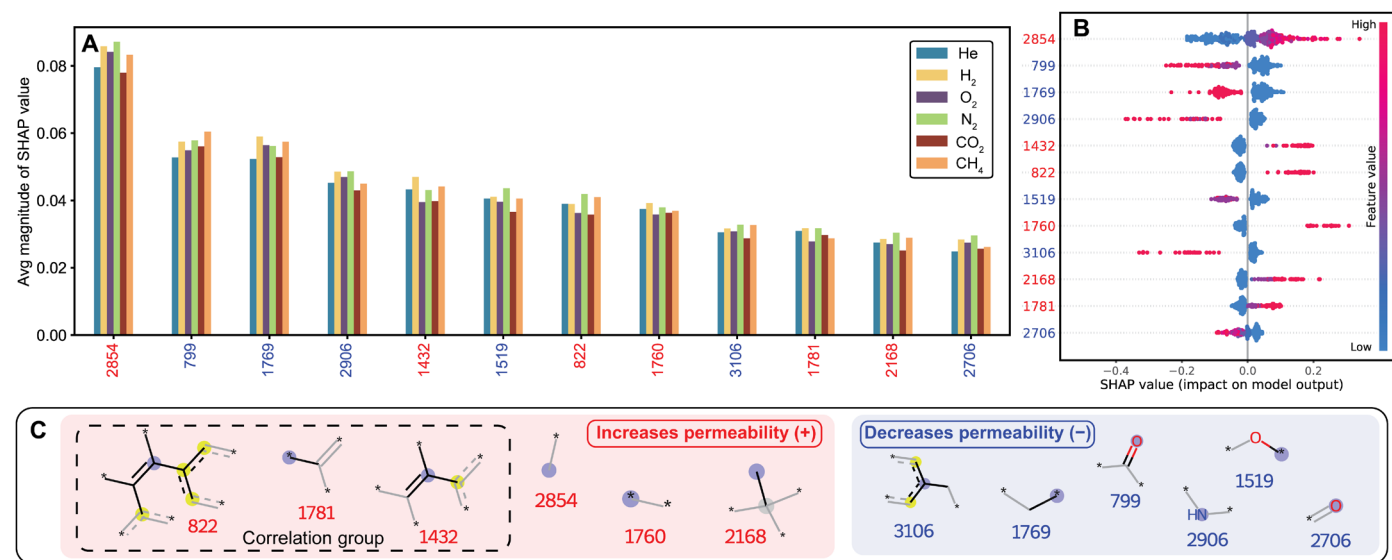 A
Avg magnitude of SHAP value
0.08
0.06
0.04
0.02
0.00
He
H2
O2
N2
CO2
CH4
2854
799
1769
2906
1432
1519
822
1760
3106
1781
2168
2706
B
2854
799
1769
2906
1432
822
1519
1760
3106
2168
1781
2706
−0.4
−0.2
0.0
0.2
SHAP value (impact on model output)
High
Feature value
Low
C
Increases permeability (+)
* * * * * 822
* * * 1781
* * * * 1432
Correlation group
* 2854
* * 1760
* * * 2168
Decreases permeability (−)
* * * 3106
* * 1769
O * * 799
* O * 1519
HN * * 2906
* O 2706